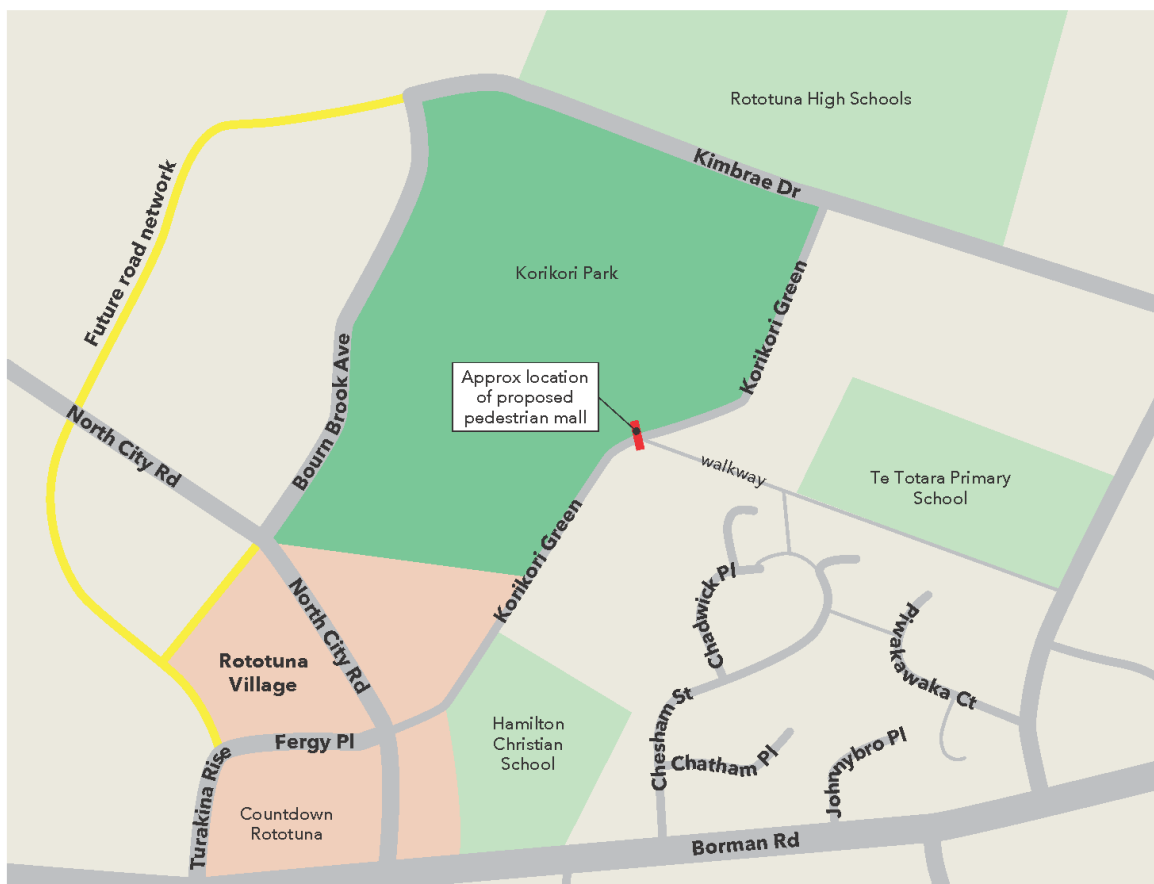 Rototuna High Schools
Kimbrae Dr
Future road network
Korikori Park
Korikori Green
Approx location
of proposed
pedestrian mall
Bourn Brook Ave
North City Rd
walkway
Te Totara Primary
School
Korikori Green
Chadwick Pl
Piwakawaka Ct
North City Rd
Rototuna
Village
Hamilton
Christian
School
Chesham St
Chatham Pl
Johnnybro Pl
Fergy Pl
Turakina Rise
Countdown
Rototuna
Borman Rd